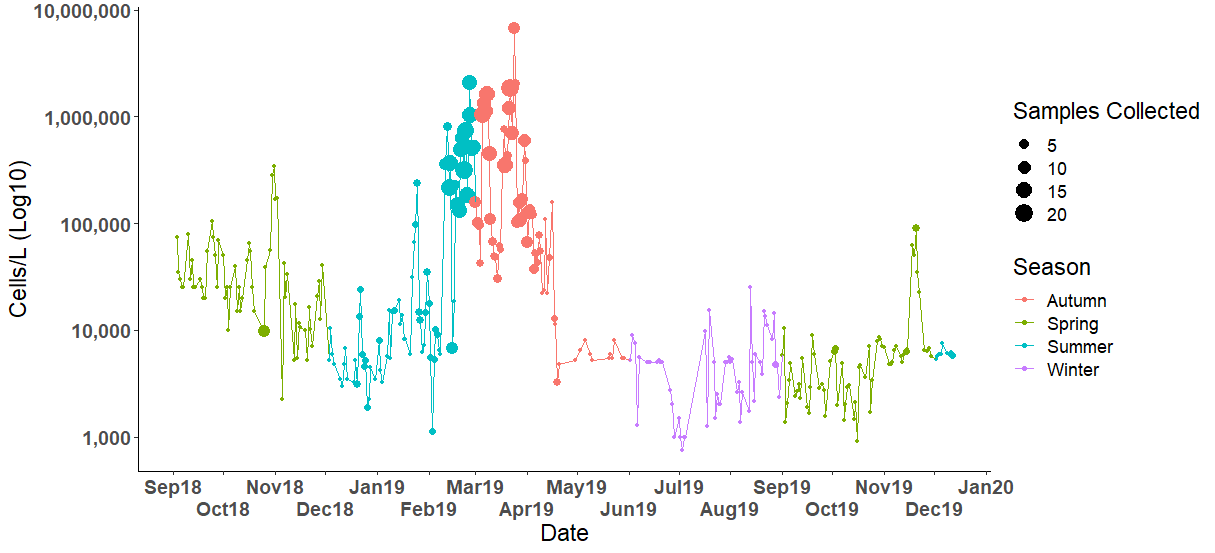 Cells/L (Log10)
10,000,000
1,000,000
100,000
10,000
1,000
Sep18 Nov18 Jan19 Mar19 May19 Jul19 Sep19 Nov19 Jan20
Oct18 Dec18 Feb19 Apr19 Jun19 Aug19 Oct19 Dec19
Date
Samples Collected
5
10
15
20
Season
Autumn
Spring
Summer
Winter